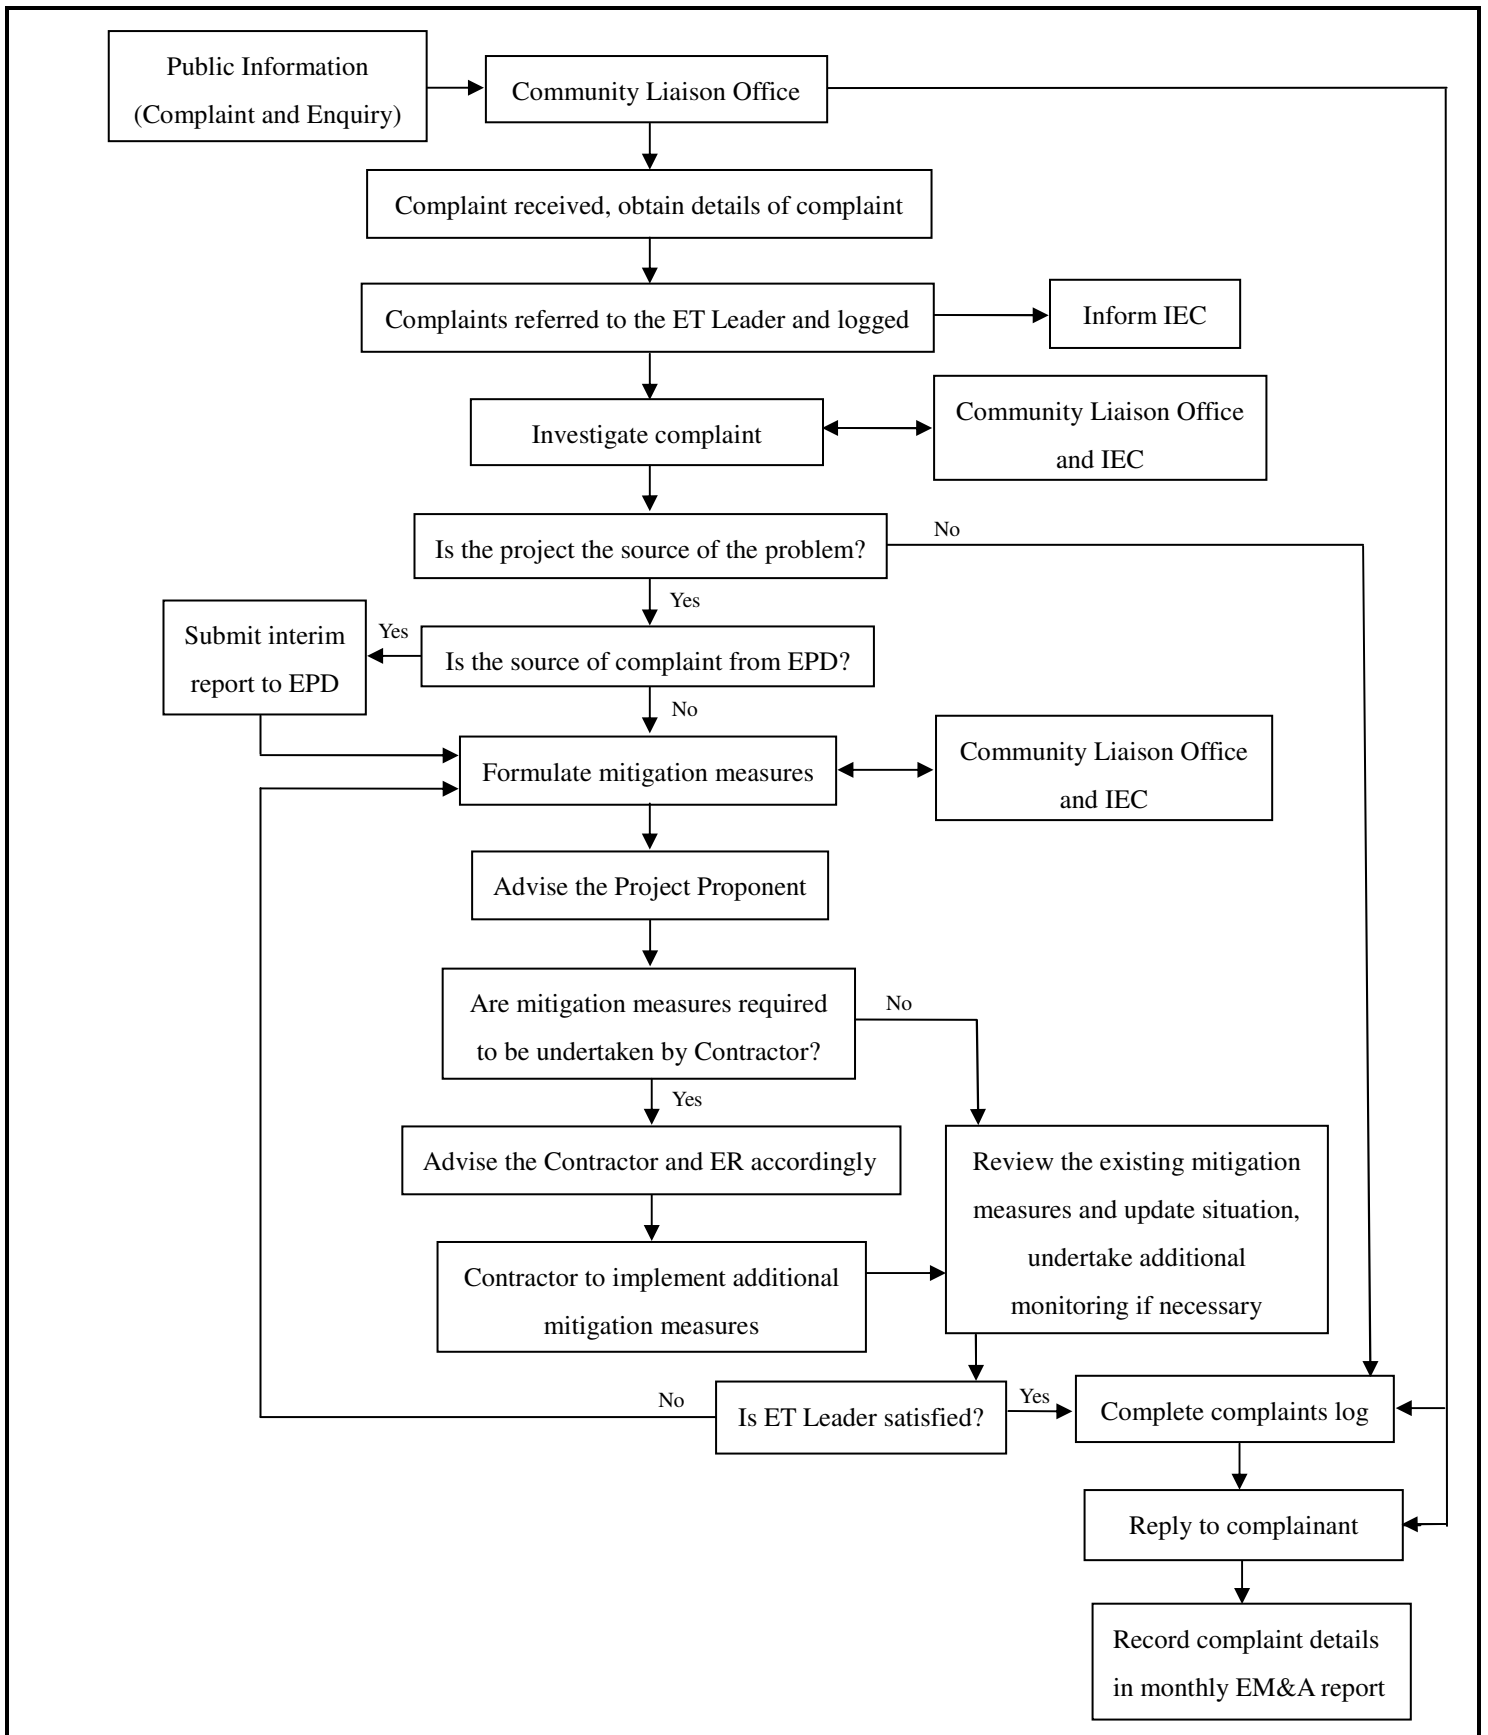 Public Information
(Complaint and Enquiry)
Community Liaison Office
Complaint received, obtain details of complaint
Complaints referred to the ET Leader and logged
Inform IEC
Investigate complaint
Community Liaison Office
and IEC
Is the project the source of the problem?
No
Yes
Submit interim
report to EPD
Yes
Is the source of complaint from EPD?
No
Formulate mitigation measures
Community Liaison Office
and IEC
Advise the Project Proponent
Are mitigation measures required
to be undertaken by Contractor?
No
Yes
Advise the Contractor and ER accordingly
Review the existing mitigation
measures and update situation,
undertake additional
monitoring if necessary
Contractor to implement additional
mitigation measures
No
Is ET Leader satisfied?
Yes
Complete complaints log
Reply to complainant
Record complaint details
in monthly EM&A report